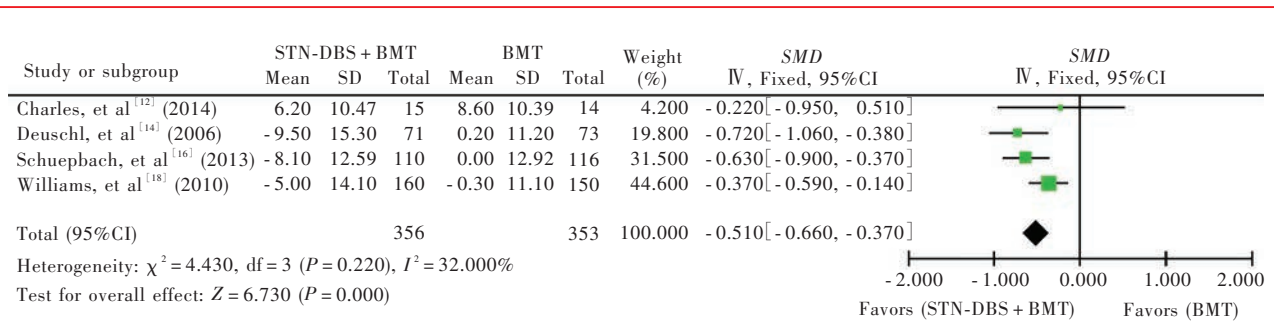 STN-DBS + BMT BMT Weight SMD SMD
Study or subgroup Mean SD Total Mean SD Total (%) Ⅳ, Fixed, 95%CI Ⅳ, Fixed, 95%CI
Charles, et al [12] (2014) 6.20 10.47 15 8.60 10.39 14 4.200 -0.220[-0.950, 0.510]
Deuschl, et al [14] (2006) -9.50 15.30 71 0.20 11.20 73 19.800 -0.720[-1.060, -0.380]
Schuepbach, et al [16] (2013) -8.10 12.59 110 0.00 12.92 116 31.500 -0.630[-0.900, -0.370]
Williams, et al [18] (2010) -5.00 14.10 160 -0.30 11.10 150 44.600 -0.370[-0.590, -0.140]
Total (95%CI) 356 353 100.000 -0.510[-0.660, -0.370]
Heterogeneity: χ² = 4.430, df = 3 (P = 0.220), I² = 32.000%
Test for overall effect: Z = 6.730 (P = 0.000)
-2.000 -1.000 0.000 1.000 2.000
Favors (STN-DBS + BMT) Favors (BMT)